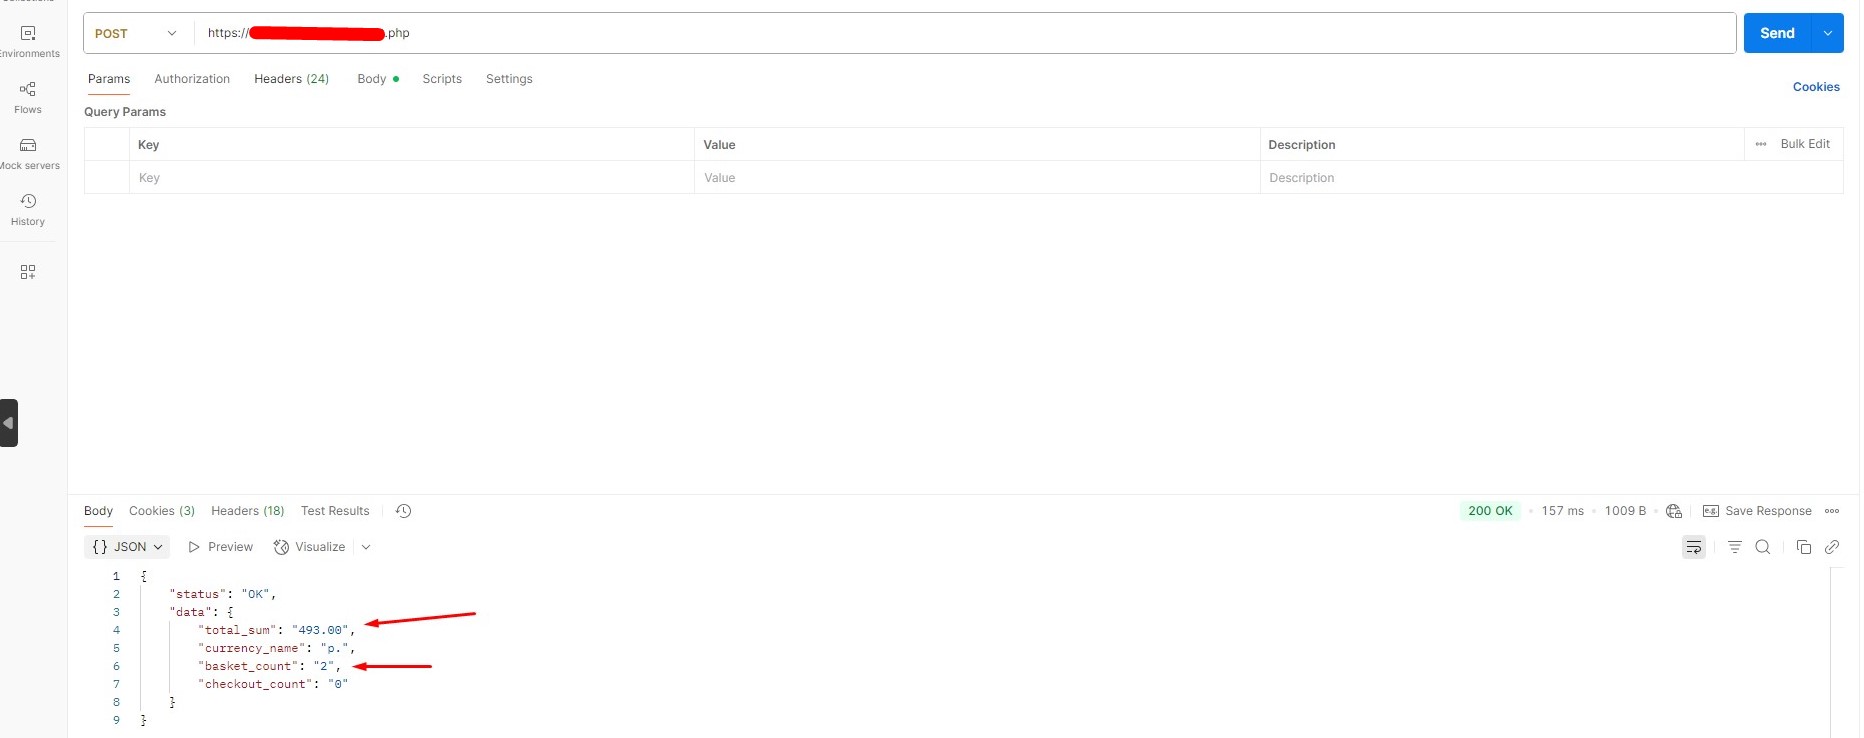 Environments
Flows
Mock servers
History
POST
https://
.php
Send
Params Authorization Headers (24) Body Scripts Settings
Cookies
Query Params
Key Value Description Bulk Edit
Key Value Description
Body Cookies (3) Headers (18) Test Results
200 OK • 157 ms • 1009 B • e.g. Save Response
{} JSON Preview Visualize
1 {
2 "status": "OK",
3 "data": {
4 "total_sum": "493.00",
5 "currency_name": "р.",
6 "basket_count": "2",
7 "checkout_count": "0"
8 }
9 }